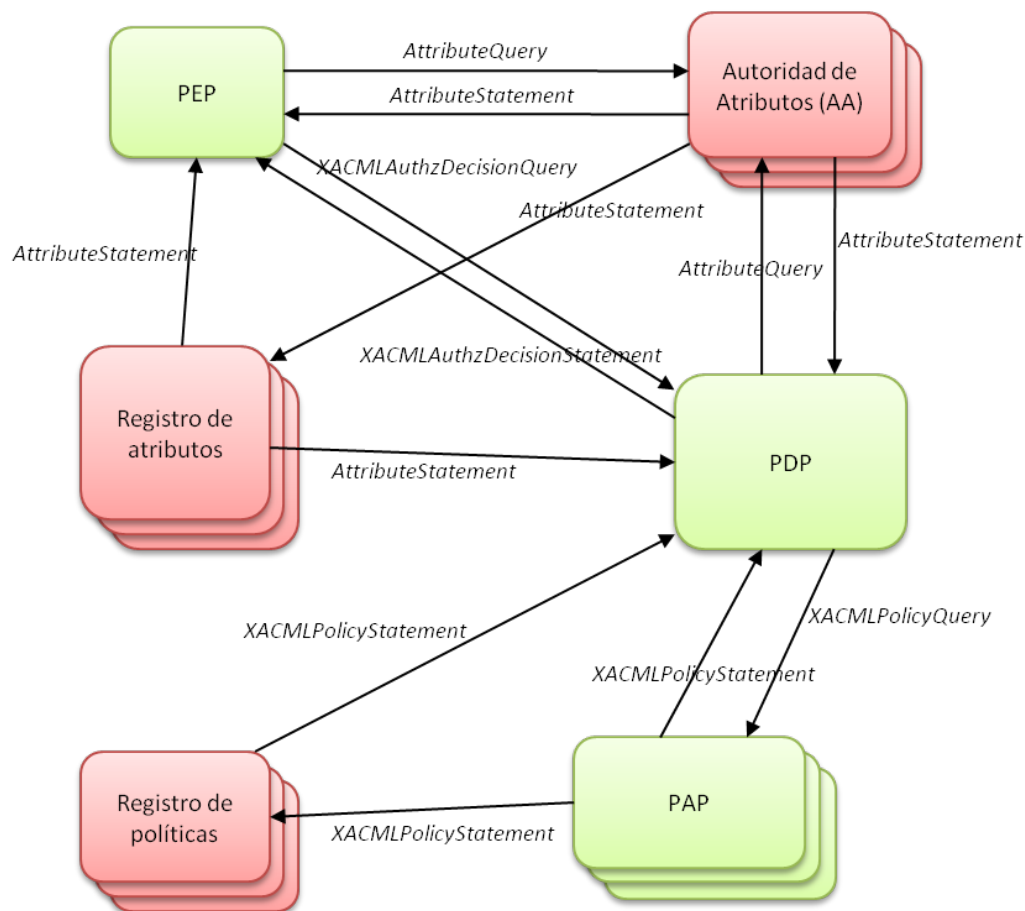 AttributeQuery
PEP
Autoridad de
Atributos (AA)
AttributeStatement
XACMLAuthzDecisionQuery
AttributeStatement
AttributeStatement
AttributeStatement
AttributeQuery
XACMLAuthzDecisionStatement
Registro de
atributos
AttributeStatement
PDP
XACMLPolicyQuery
XACMLPolicyStatement
XACMLPolicyStatement
Registro de
políticas
PAP
XACMLPolicyStatement